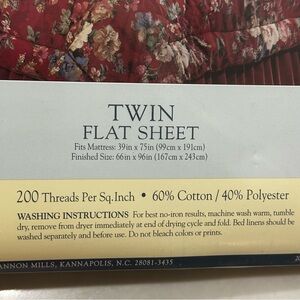 TWIN
FLAT SHEET
Fits Mattress: 39in x 75in (99cm x 191cm)
Finished Size: 66in x 96in (167cm x 243cm)
200 Threads Per Sq.Inch • 60% Cotton / 40% Polyester
WASHING INSTRUCTIONS For best no-iron results, machine wash warm, tumble
dry, remove from dryer immediately at end of drying cycle and fold. Bed linens should be
washed separately and before use. Do not bleach colors or prints.
ANNON MILLS, KANNAPOLIS, N.C. 28081-3435